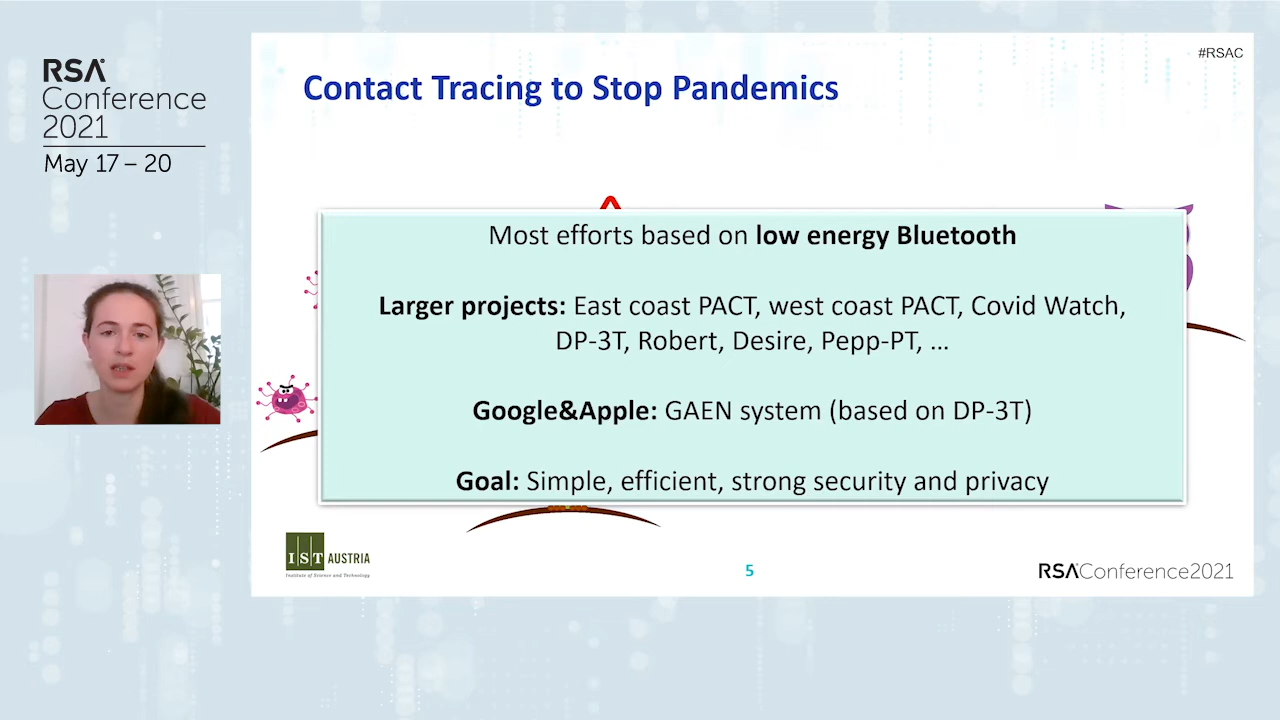 RSA
Conference
2021
May 17 – 20
#RSAC
Contact Tracing to Stop Pandemics
Most efforts based on low energy Bluetooth
Larger projects: East coast PACT, west coast PACT, Covid Watch,
DP-3T, Robert, Desire, Pepp-PT, ...
Google&Apple: GAEN system (based on DP-3T)
Goal: Simple, efficient, strong security and privacy
IST AUSTRIA
Institute of Science and Technology
5
RSAConference2021